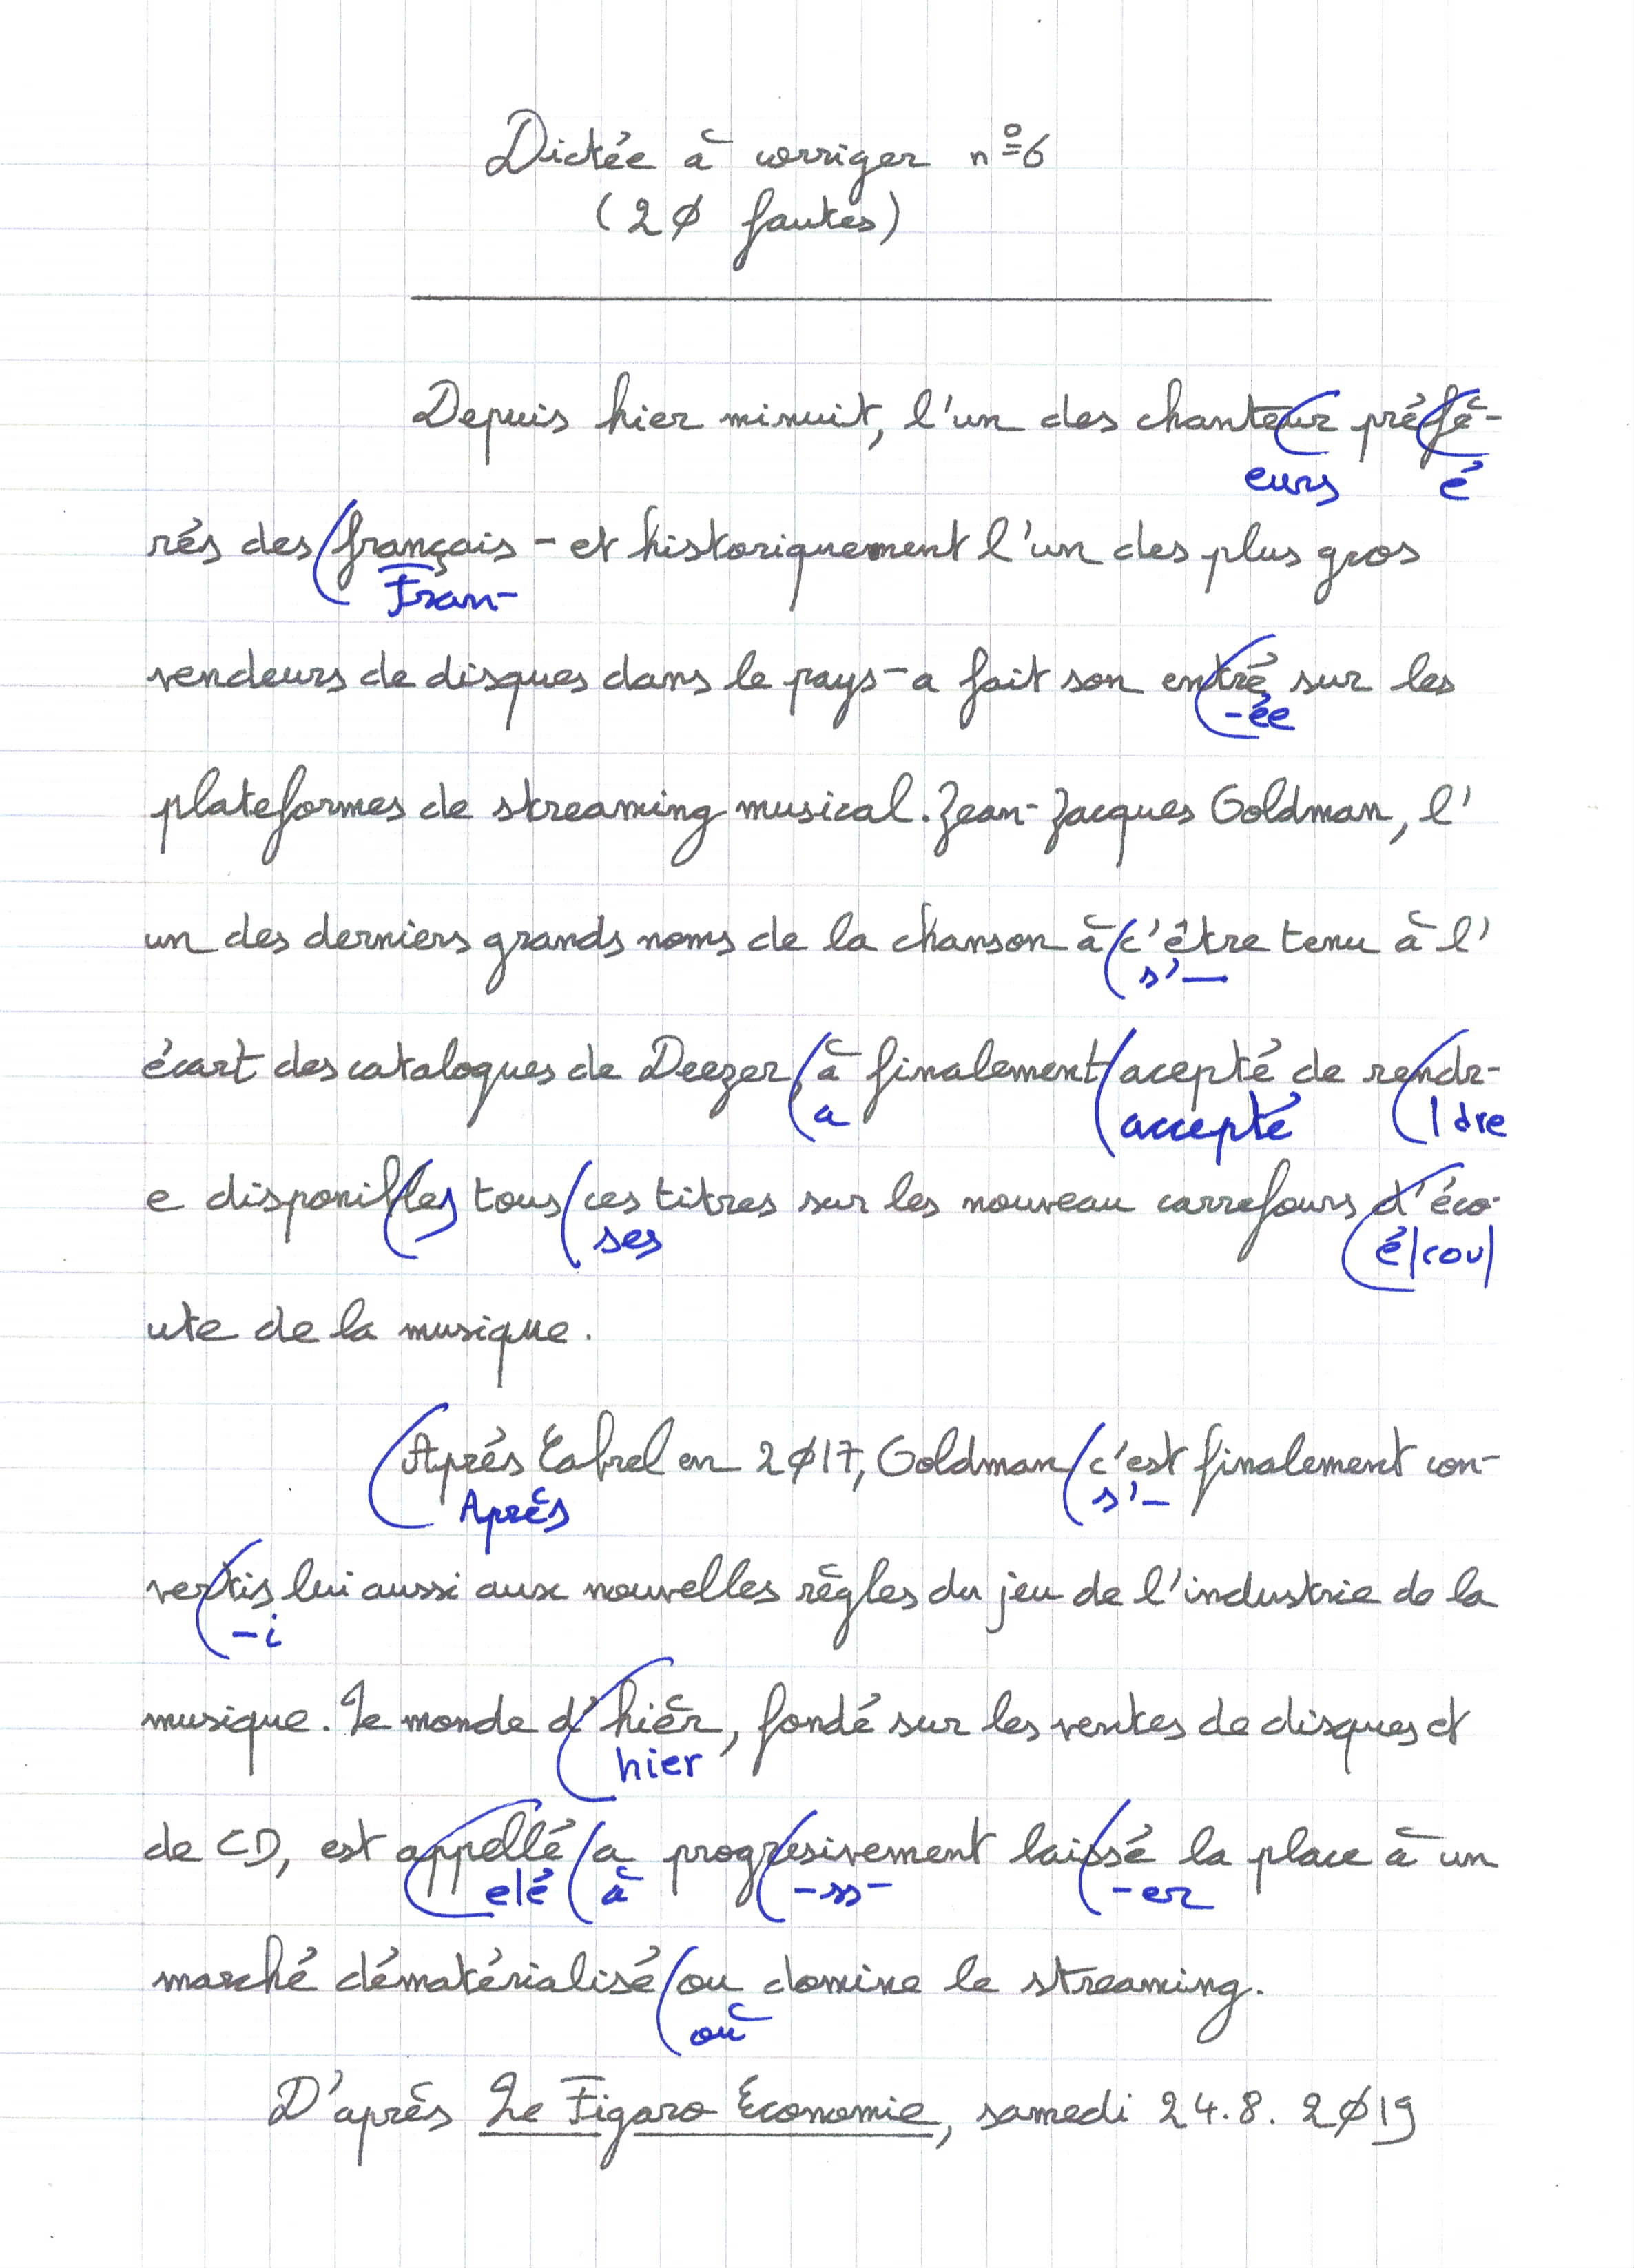 Dictée à corriger nº6
(20 fautes)
Depuis hier minuit, l'un des chanteur préfè-
eurs é
rés des français - et historiquement l'un des plus gros
Fran-
vendeurs de disques dans le pays - a fait son entré sur les
-ée
plateformes de streaming musical. Jean-Jacques Goldman, l'
un des derniers grands noms de la chanson à c'être tenu à l'
s'—
écart des catalogues de Deezer, à finalement acepté de rendr-
a accepté |dre
e disponibles tous ces titres sur les nouveau carrefours d'éco-
ses é|cou|
ute de la musique.
Aprés Cabrel en 2017, Goldman c'est finalement con-
Après s'—
vertis lui aussi aux nouvelles règles du jeu de l'industrie de la
-i
musique. Le monde d'hièr, fondé sur les ventes de disques et
hier
de CD, est appellé a progresivement laissé la place à un
elé à -ss- -er
marché dématérialisé ou domine le streaming.
où
D'après Le Figaro Économie, samedi 24.8.2019